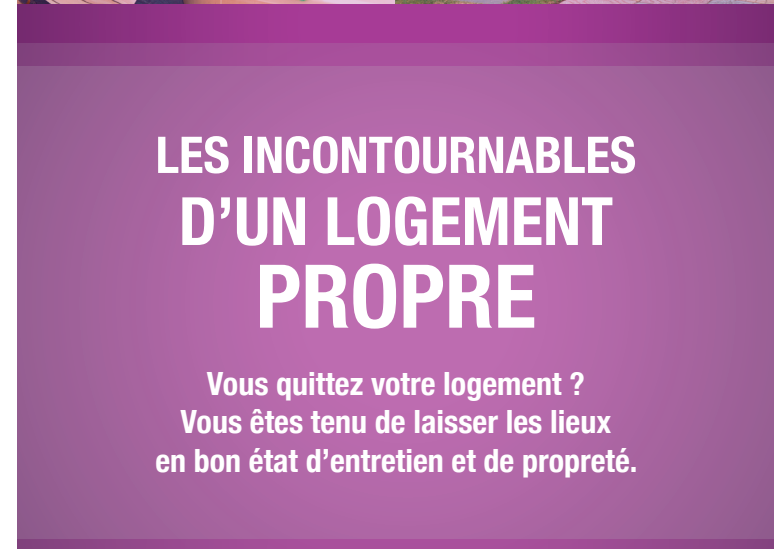 LES INCONTOURNABLES
D’UN LOGEMENT
PROPRE
Vous quittez votre logement ?
Vous êtes tenu de laisser les lieux
en bon état d’entretien et de propreté.